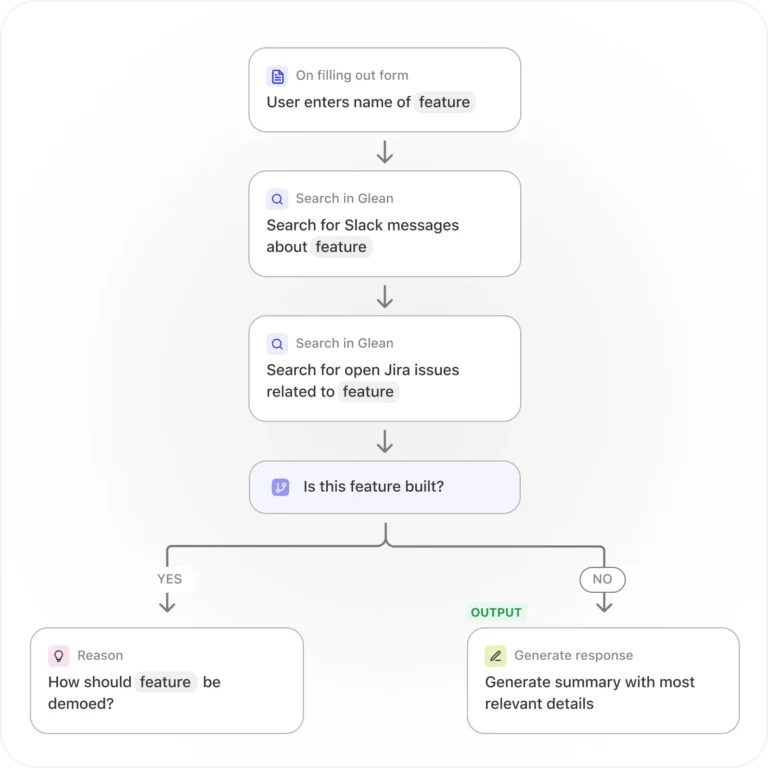 On filling out form
User enters name of feature
Search in Glean
Search for Slack messages
about feature
Search in Glean
Search for open Jira issues
related to feature
Is this feature built?
YES
NO
OUTPUT
Reason
How should feature be
demoed?
Generate response
Generate summary with most
relevant details